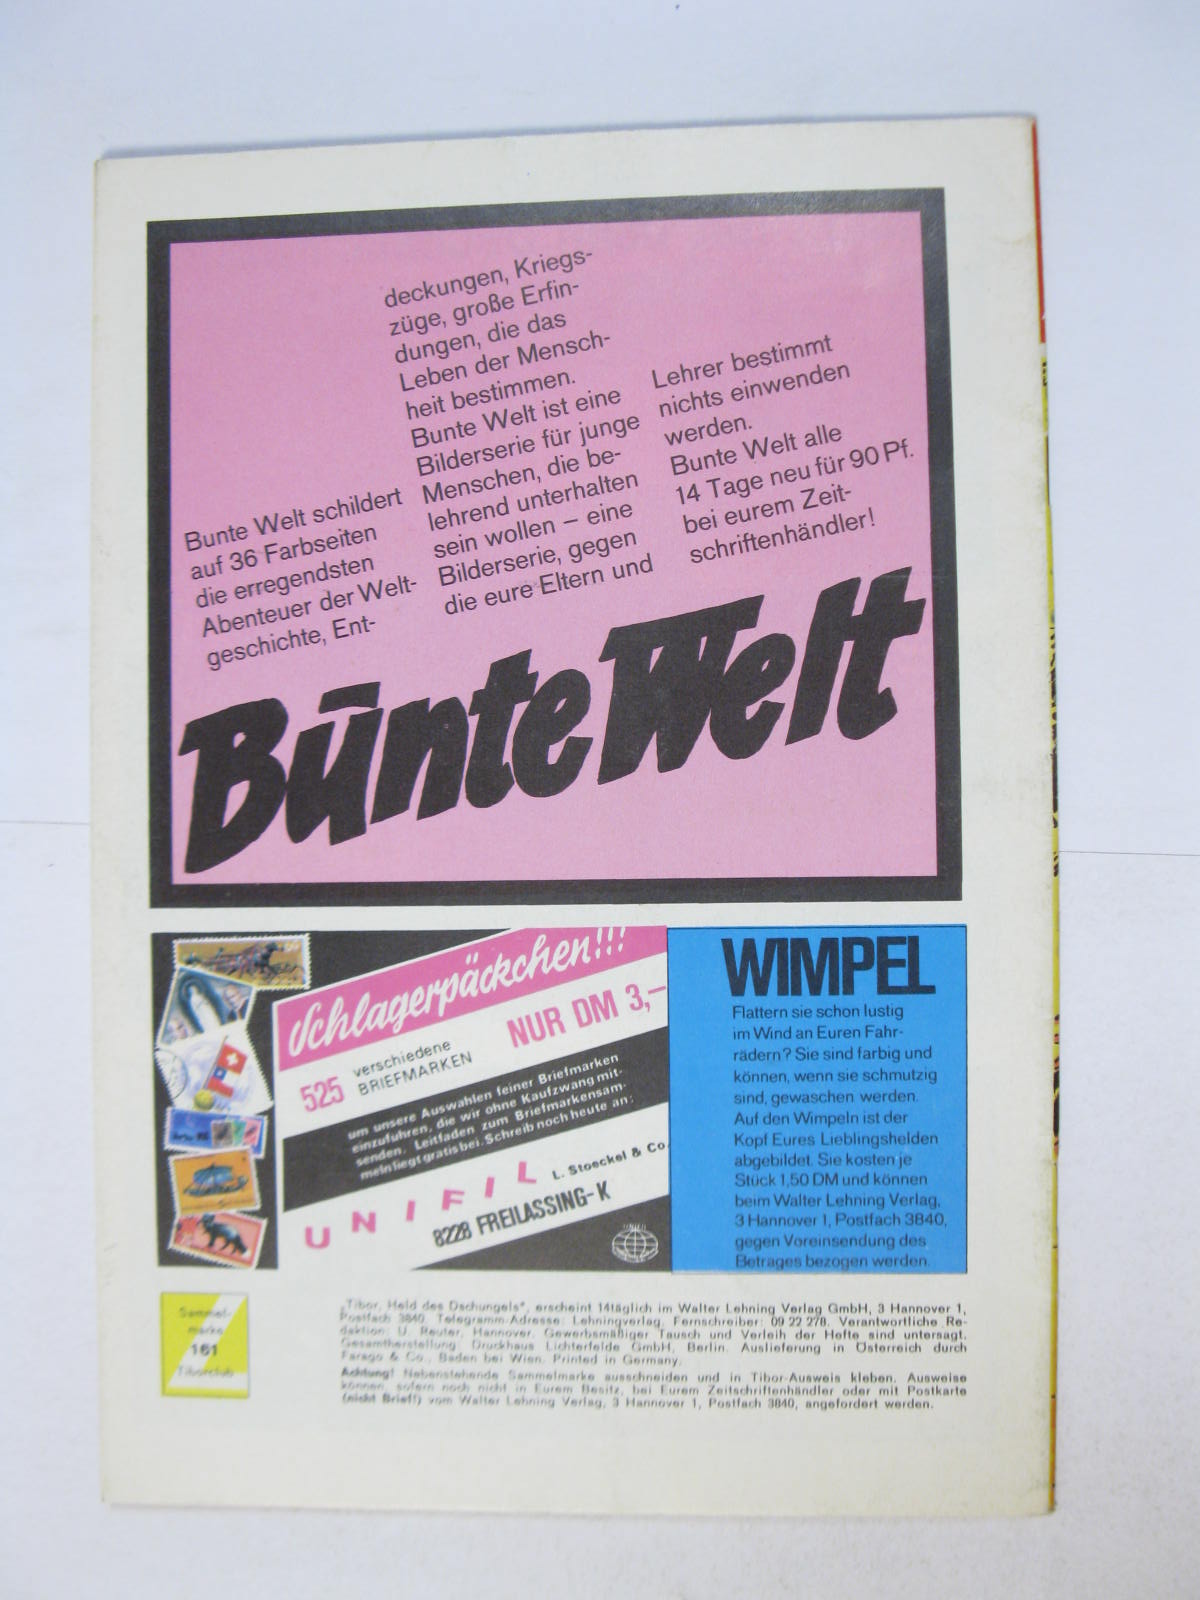 Bunte Welt schildert
auf 36 Farbseiten
die erregendsten
Abenteuer der Welt-
geschichte, Ent-
deckungen, Kriegs-
züge, große Erfin-
dungen, die das
Leben der Mensch-
heit bestimmen.
Bunte Welt ist eine
Bilderserie für junge
Menschen, die be-
lehrend unterhalten
sein wollen – eine
Bilderserie, gegen
die eure Eltern und
Lehrer bestimmt
nichts einwenden
werden.
Bunte Welt alle
14 Tage neu für 90 Pf.
bei eurem Zeit-
schriftenhändler!
Bunte Welt
Schlagerpäckchen!!!
525 verschiedene
BRIEFMARKEN
NUR DM 3,–
um unsere Auswahlen feiner Briefmarken
einzuführen, die wir ohne Kaufzwang mit-
senden. Leitfaden zum Briefmarkensam-
meln liegt gratis bei. Schreib noch heute an:
UNIFIL L. Stoeckel & Co.
8228 FREILASSING-K
WIMPEL
Flattern sie schon lustig
im Wind an Euren Fahr-
rädern? Sie sind farbig und
können, wenn sie schmutzig
sind, gewaschen werden.
Auf den Wimpeln ist der
Kopf Eures Lieblingshelden
abgebildet. Sie kosten je
Stück 1,50 DM und können
beim Walter Lehning Verlag,
3 Hannover 1, Postfach 3840,
gegen Voreinsendung des
Betrages bezogen werden.
Sammel-
marke
161
Tiborclub
„Tibor, Held des Dschungels", erscheint 14täglich im Walter Lehning Verlag GmbH, 3 Hannover 1,
Postfach 3840. Telegramm-Adresse: Lehningverlag. Fernschreiber: 09 22 278. Verantwortliche Re-
daktion: U. Reuter, Hannover. Gewerbsmäßiger Tausch und Verleih der Hefte sind untersagt.
Gesamtherstellung: Druckhaus Lichterfelde GmbH, Berlin. Auslieferung in Österreich durch
Farago & Co., Baden bei Wien. Printed in Germany.
Achtung! Nebenstehende Sammelmarke ausschneiden und in Tibor-Ausweis kleben. Ausweise
können, sofern noch nicht in Eurem Besitz, bei Eurem Zeitschriftenhändler oder mit Postkarte
(nicht Brief!) vom Walter Lehning Verlag, 3 Hannover 1, Postfach 3840, angefordert werden.